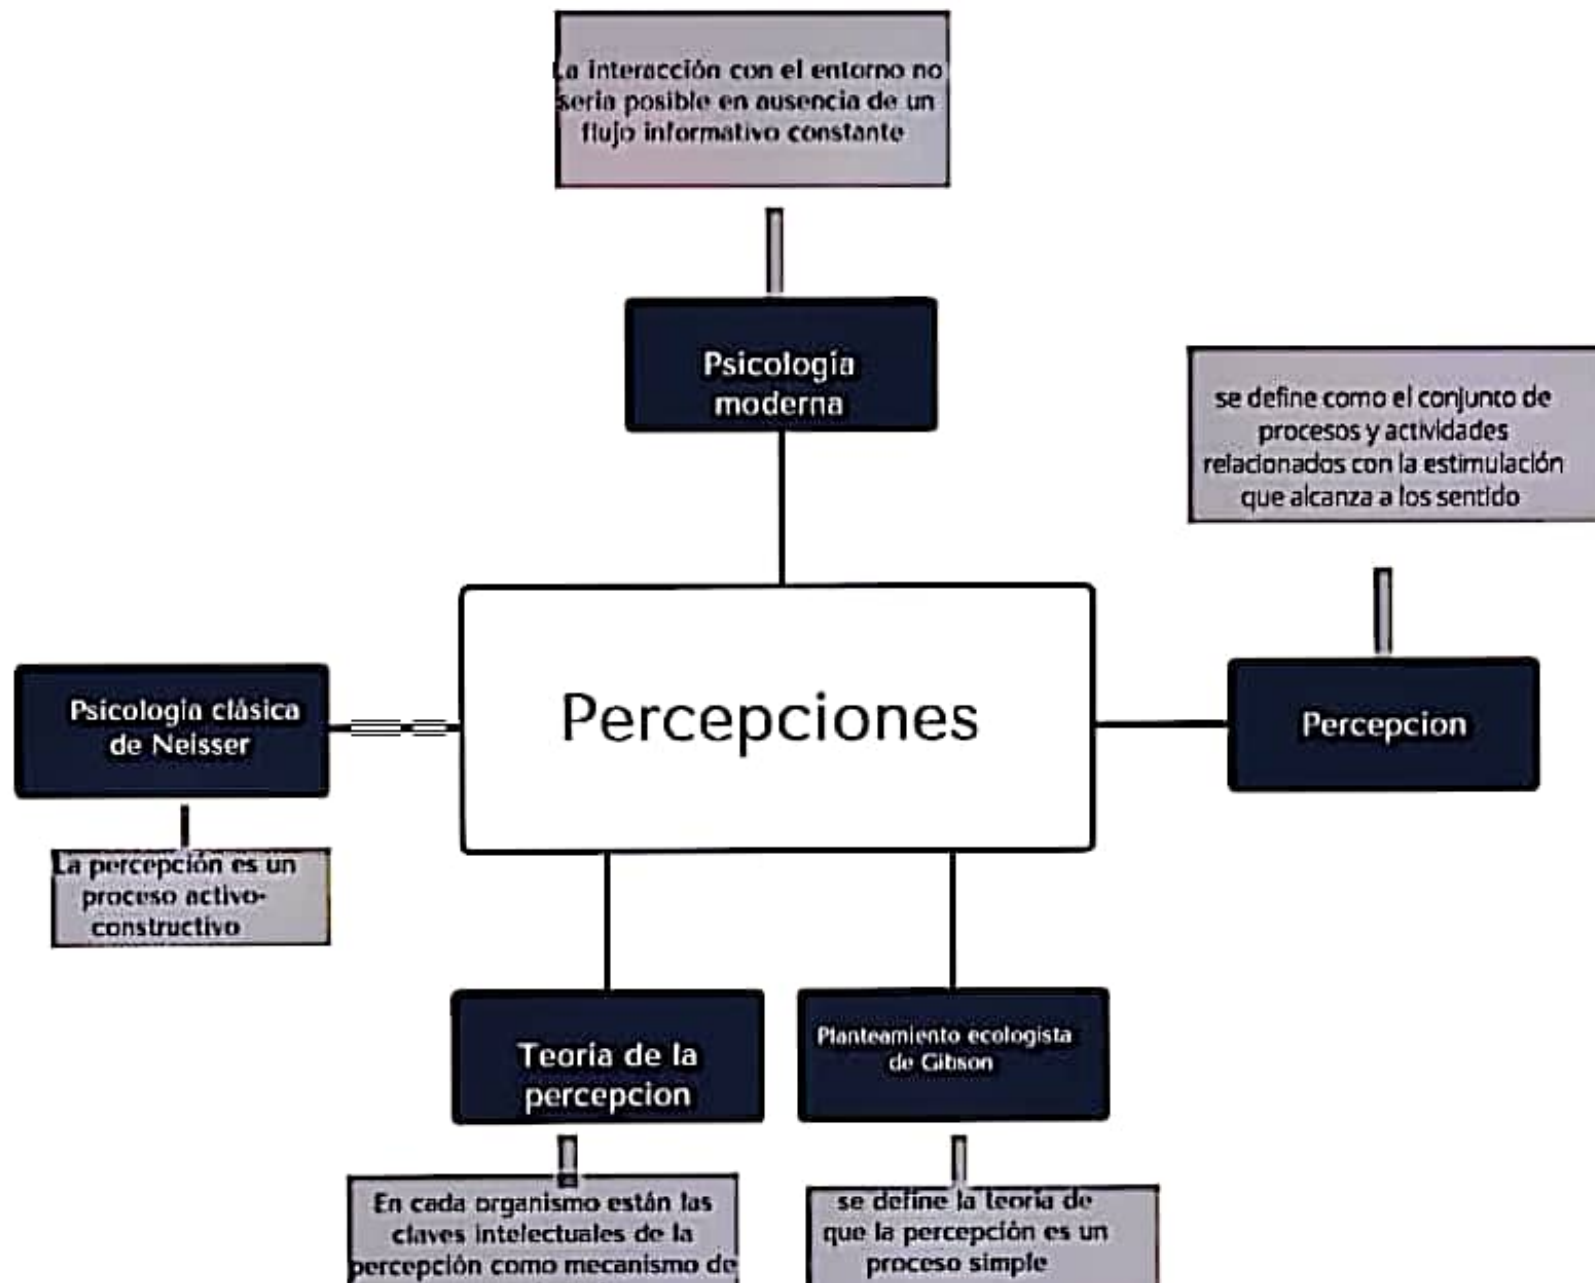 La interacción con el entorno no
seria posible en ausencia de un
flujo informativo constante
Psicología
moderna
se define como el conjunto de
procesos y actividades
relacionados con la estimulación
que alcanza a los sentido
Psicologia clásica
de Neisser
Percepciones
Percepcion
La percepción es un
proceso activo-
constructivo
Teoría de la
percepcion
Planteamiento ecologista
de Gibson
En cada organismo están las
claves intelectuales de la
percepción como mecanismo de
se define la teoría de
que la percepción es un
proceso simple